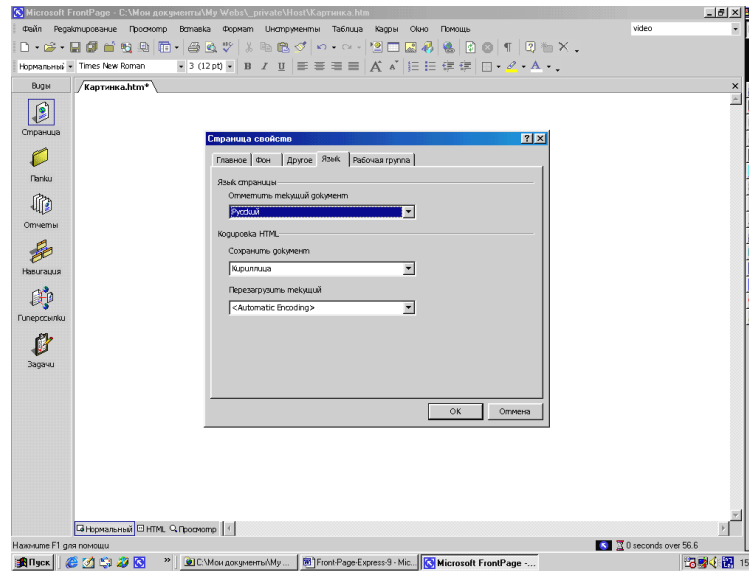 Microsoft FrontPage - C:\Мои документы\My Webs\_private\Host\Картинка.htm
Файл Редактирование Просмотр Вставка Формат Инструменты Таблица Кадры Окно Помощь video
Нормальный Times New Roman 3 (12 pt) B I U A A A
Виды Картинка.htm*
Страница
Папки
Отчеты
Навигация
Гиперссылки
Задачи
Страница свойств
Главное Фон Другое Язык Рабочая группа
Язык страницы
Отметить текущий документ
Русский
Кодировка HTML
Сохранить документ
Кириллица
Перезагрузить текущий
<Automatic Encoding>
OK Отмена
Нормальный HTML Просмотр
Нажмите F1 для помощи 0 seconds over 56.6
Пуск » C:\Мои документы\My ... Front-Page-Express-9 - Mic... Microsoft FrontPage -... 15